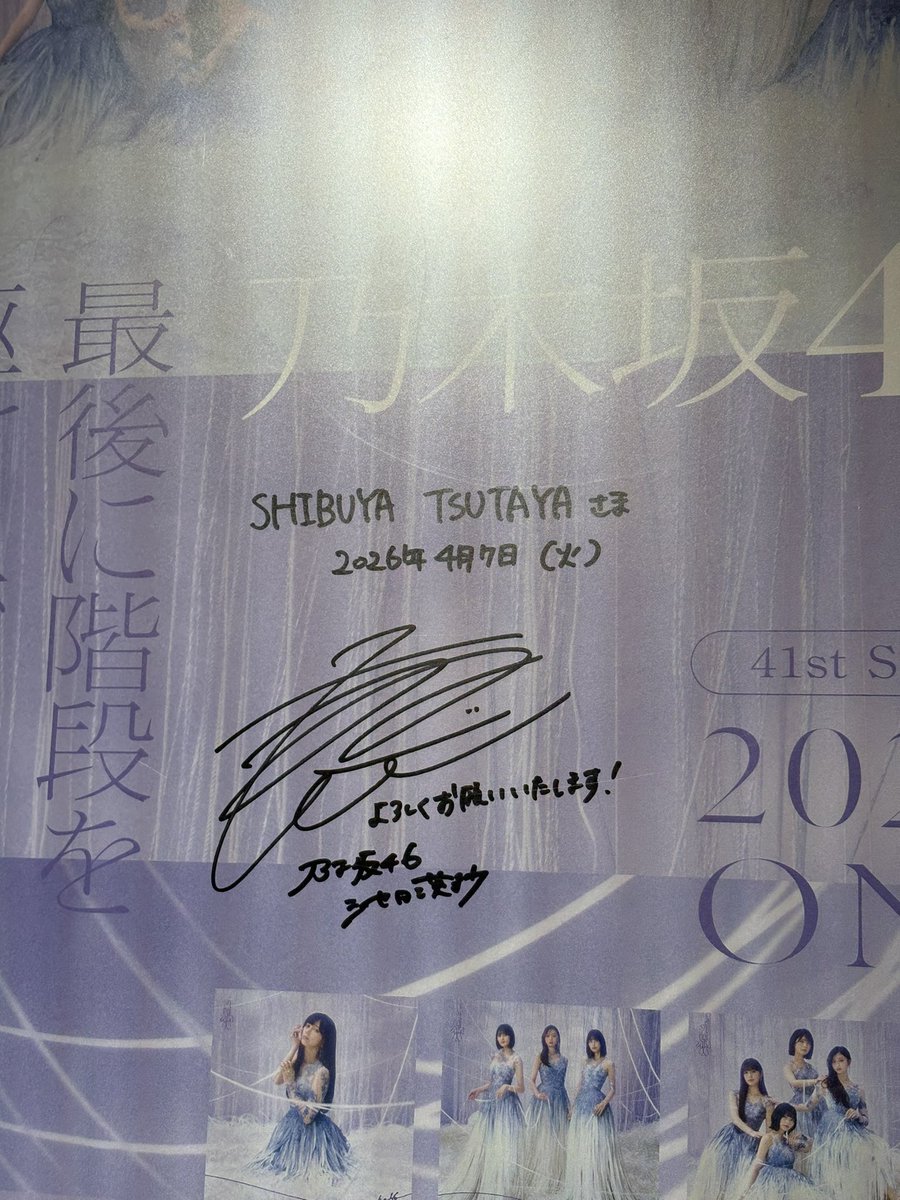 乃木坂4
最後に階段を
SHIBUYA TSUTAYA さま
2026年4月7日 (火)
41st S
202
ON
よろしくお願いいたします!
乃木坂46